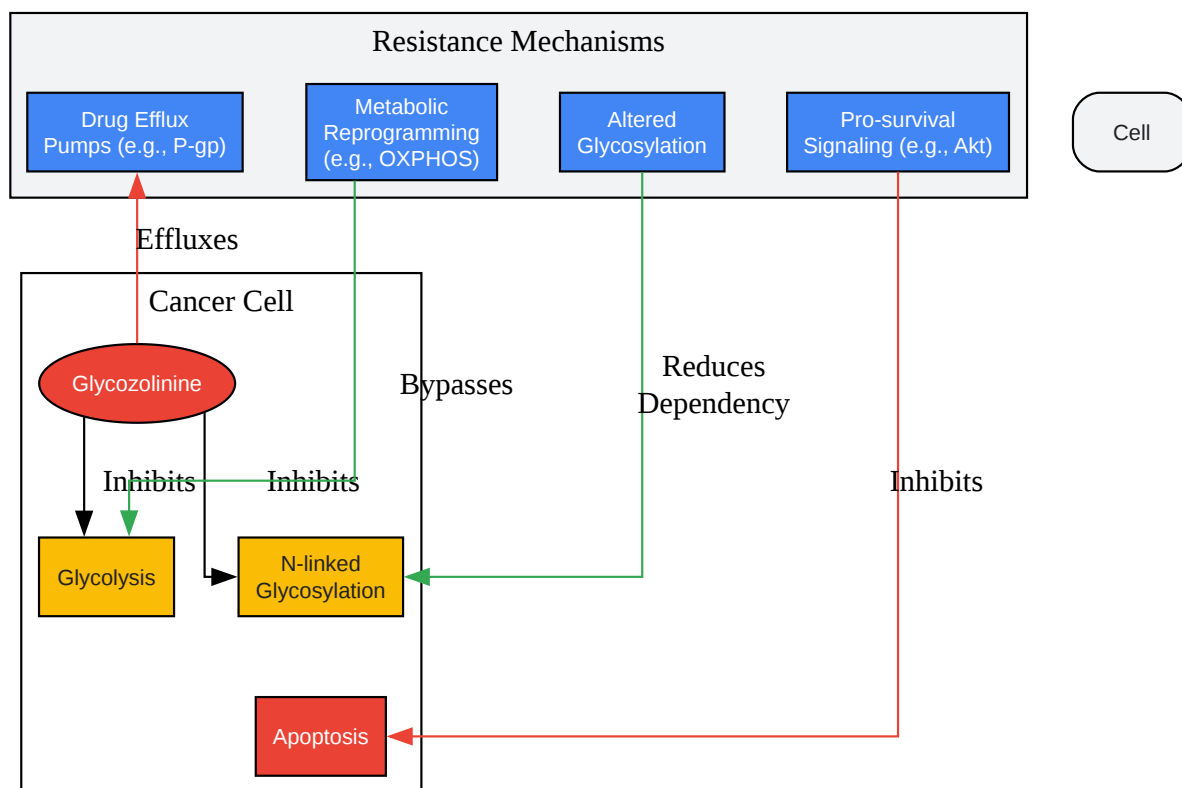 Resistance Mechanisms
Drug Efflux
Pumps (e.g., P-gp)
Metabolic
Reprogramming
(e.g., OXPHOS)
Altered
Glycosylation
Pro-survival
Signaling (e.g., Akt)
Cell
Effluxes
Cancer Cell
Glycozolinine
Bypasses
Reduces
Dependency
Inhibits
Inhibits
Inhibits
Glycolysis
N-linked
Glycosylation
Apoptosis